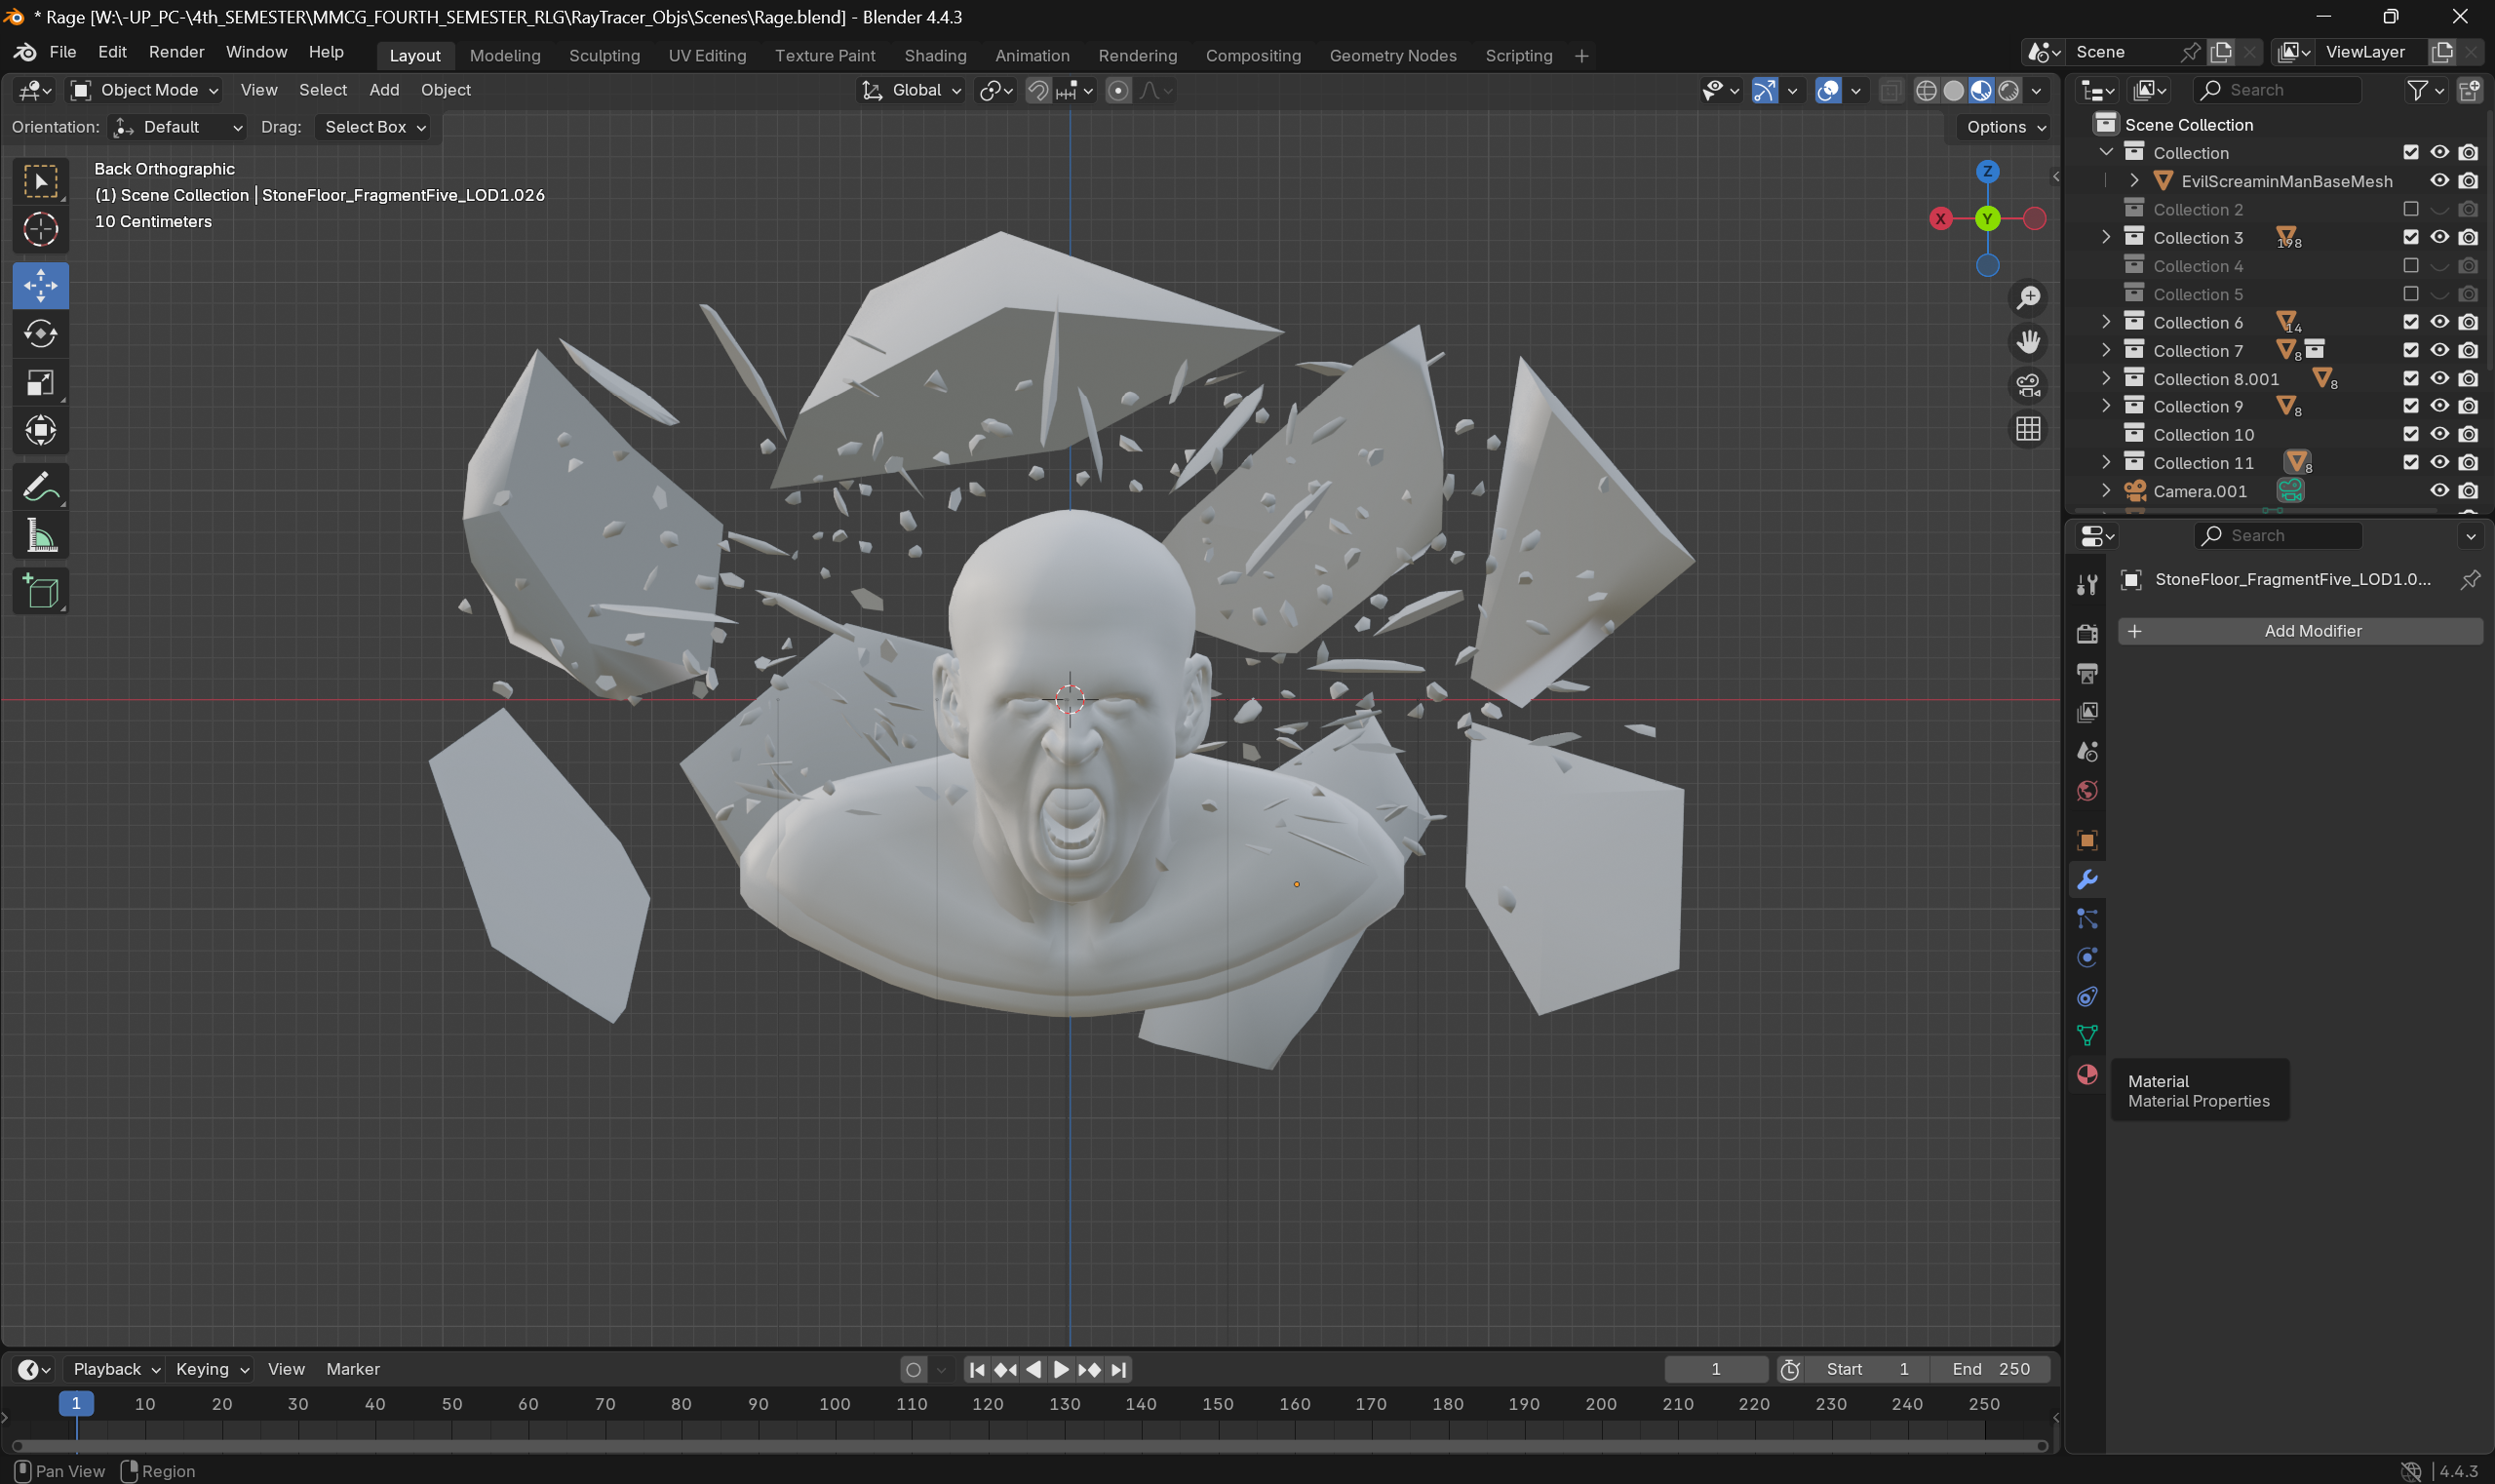 * Rage [W:\-UP_PC-\4th_SEMESTER\MMCG_FOURTH_SEMESTER_RLG\RayTracer_Objs\Scenes\Rage.blend] - Blender 4.4.3
File Edit Render Window Help Layout Modeling Sculpting UV Editing Texture Paint Shading Animation Rendering Compositing Geometry Nodes Scripting + Scene ViewLayer
Object Mode View Select Add Object Global
Orientation: Default Drag: Select Box Options
Back Orthographic
(1) Scene Collection | StoneFloor_FragmentFive_LOD1.026
10 Centimeters
Z
X
Y
Search
Scene Collection
Collection
EvilScreaminManBaseMesh
Collection 2
Collection 3 198
Collection 4
Collection 5
Collection 6 14
Collection 7 8
Collection 8.001 8
Collection 9 8
Collection 10
Collection 11 8
Camera.001
Search
StoneFloor_FragmentFive_LOD1.0...
+ Add Modifier
Material
Material Properties
Playback Keying View Marker 1 Start 1 End 250
1 10 20 30 40 50 60 70 80 90 100 110 120 130 140 150 160 170 180 190 200 210 220 230 240 250
Pan View Region 4.4.3